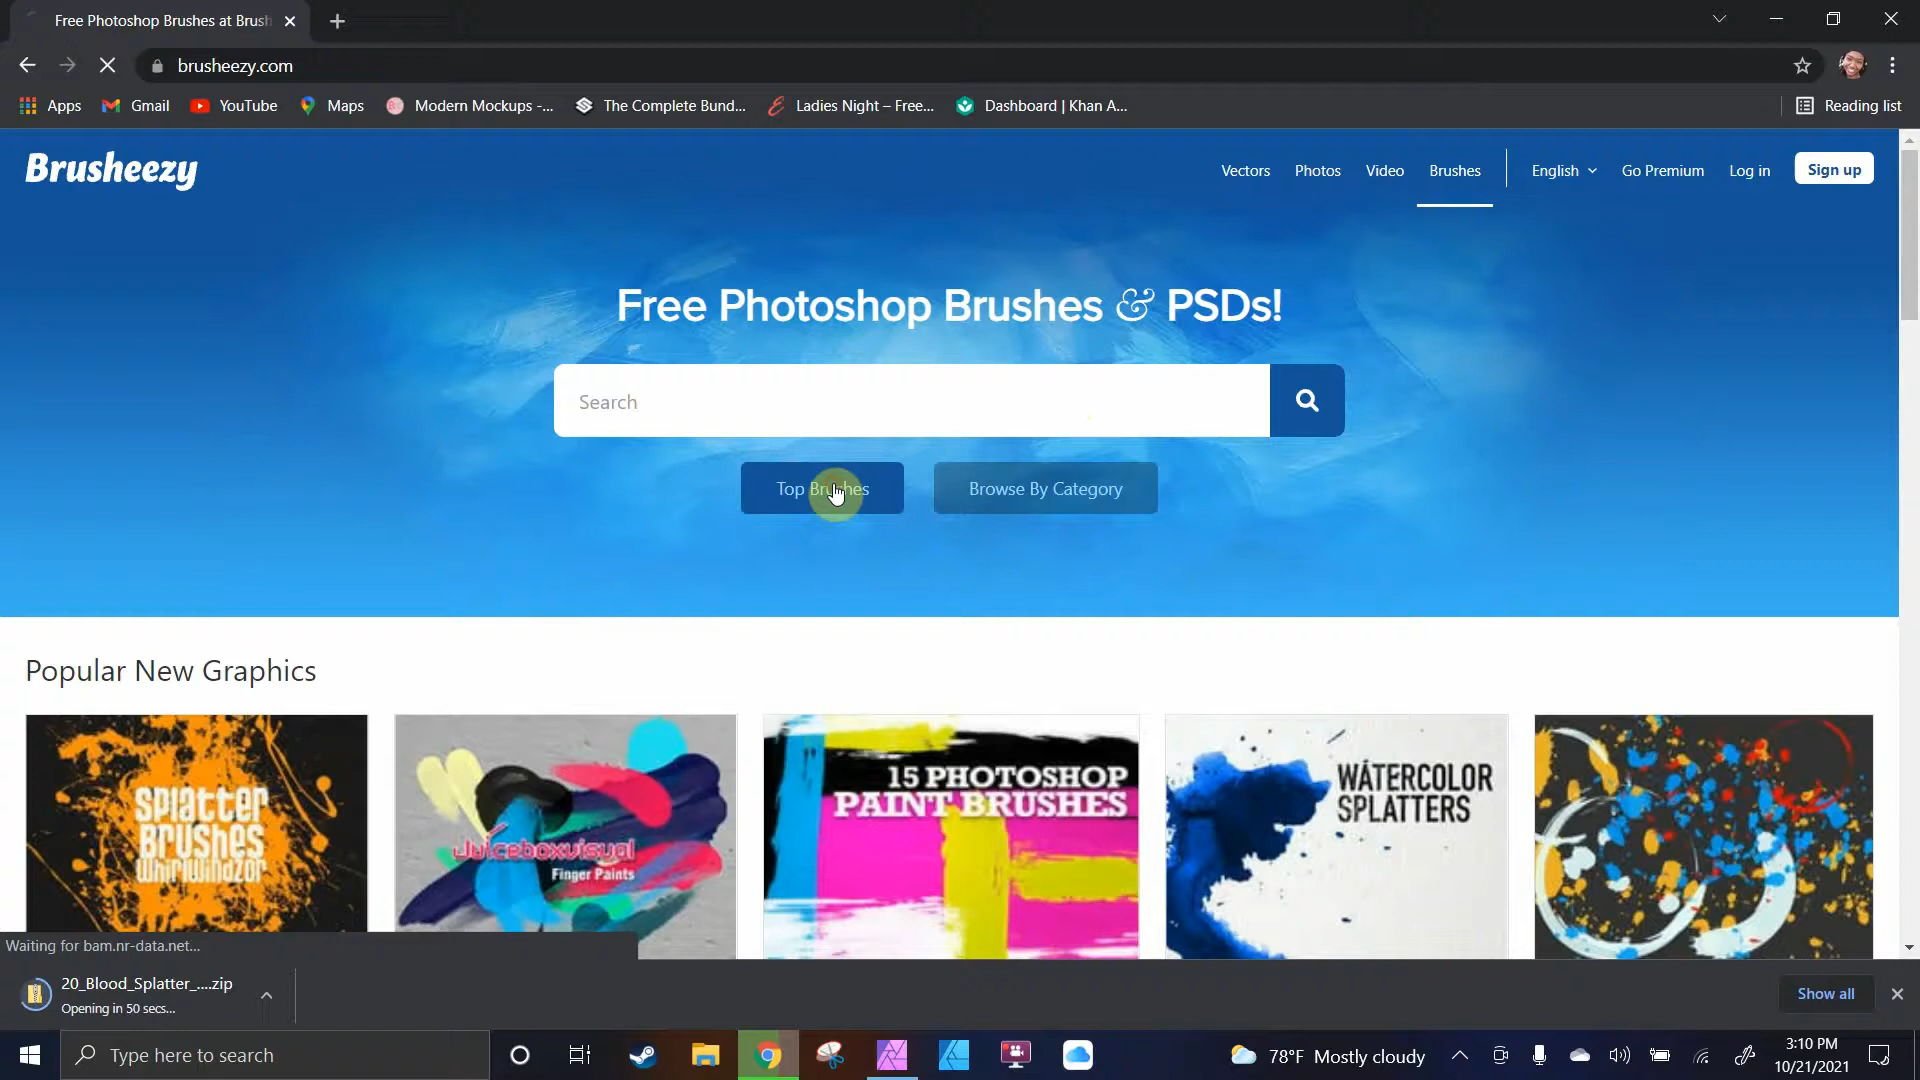 Free Photoshop Brushes at Brush
brusheezy.com
Apps
Gmail
YouTube
Maps
Modern Mockups -...
The Complete Bund...
Ladies Night – Free...
Dashboard | Khan A...
Reading list
Brusheezy
Vectors
Photos
Video
Brushes
English
Go Premium
Log in
Sign up
Free Photoshop Brushes & PSDs!
Search
Top Brushes
Browse By Category
Popular New Graphics
Splatter
Brushes
Whirlwindzor
Juiceboxvisual
Finger Paints
15 PHOTOSHOP
PAINT BRUSHES
WATERCOLOR
SPLATTERS
Waiting for bam.nr-data.net...
20_Blood_Splatter_....zip
Opening in 50 secs...
Show all
Type here to search
78°F Mostly cloudy
3:10 PM
10/21/2021